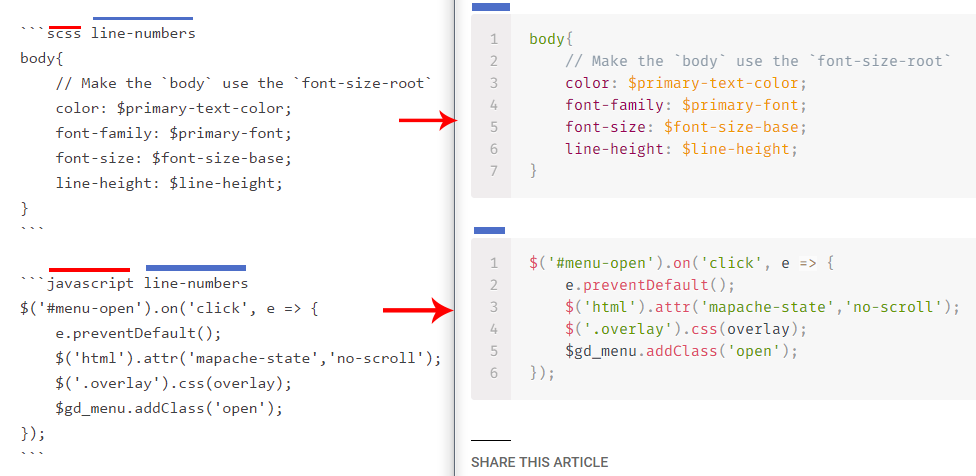 ```scss line-numbers
body{
    // Make the `body` use the `font-size-root`
    color: $primary-text-color;
    font-family: $primary-font;
    font-size: $font-size-base;
    line-height: $line-height;
}
```
```javascript line-numbers
$('#menu-open').on('click', e => {
    e.preventDefault();
    $('html').attr('mapache-state','no-scroll');
    $('.overlay').css(overlay);
    $gd_menu.addClass('open');
});
```
1 body{
2     // Make the `body` use the `font-size-root`
3     color: $primary-text-color;
4     font-family: $primary-font;
5     font-size: $font-size-base;
6     line-height: $line-height;
7 }
1 $('#menu-open').on('click', e => {
2     e.preventDefault();
3     $('html').attr('mapache-state','no-scroll');
4     $('.overlay').css(overlay);
5     $gd_menu.addClass('open');
6 });
SHARE THIS ARTICLE